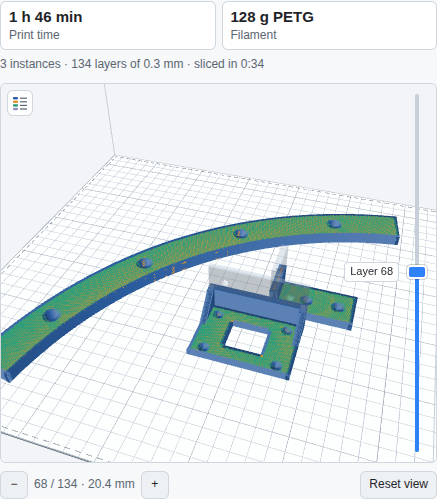 1 h 46 min
Print time
128 g PETG
Filament
3 instances · 134 layers of 0.3 mm · sliced in 0:34
Layer 68
−
68 / 134 · 20.4 mm
+
Reset view